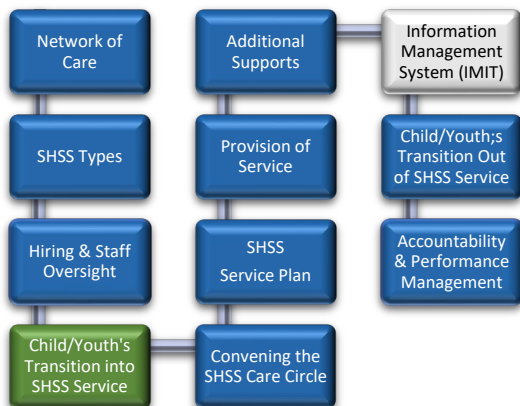 Network of
Care
SHSS Types
Hiring & Staff
Oversight
Child/Youth's
Transition into
SHSS Service
Convening the
SHSS Care Circle
SHSS
Service Plan
Provision of
Service
Additional
Supports
Information
Management
System (IMIT)
Child/Youth;s
Transition Out
of SHSS Service
Accountability
& Performance
Management